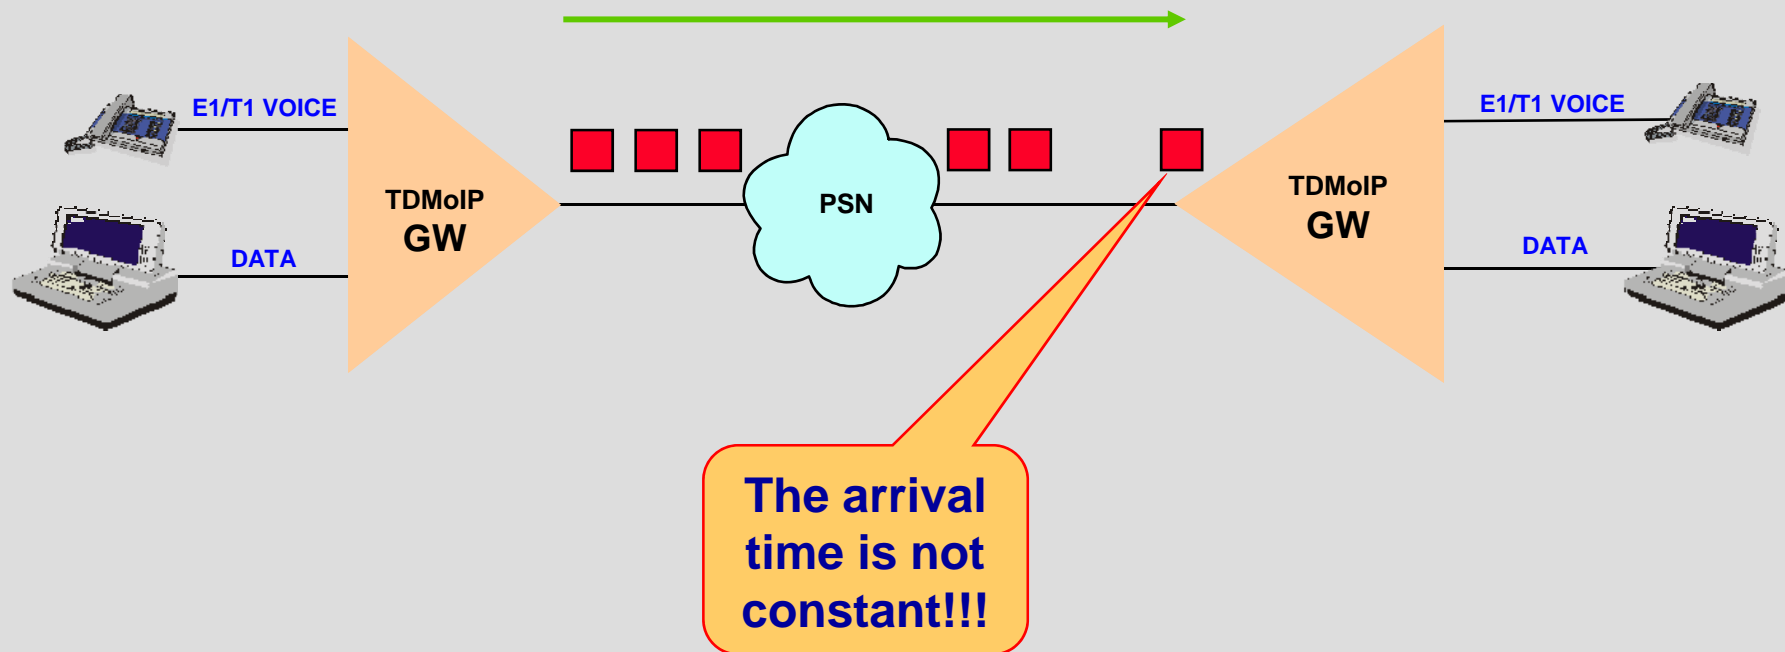 E1/T1 VOICE
DATA
TDMoIP
GW
PSN
TDMoIP
GW
E1/T1 VOICE
DATA
The arrival
time is not
constant!!!